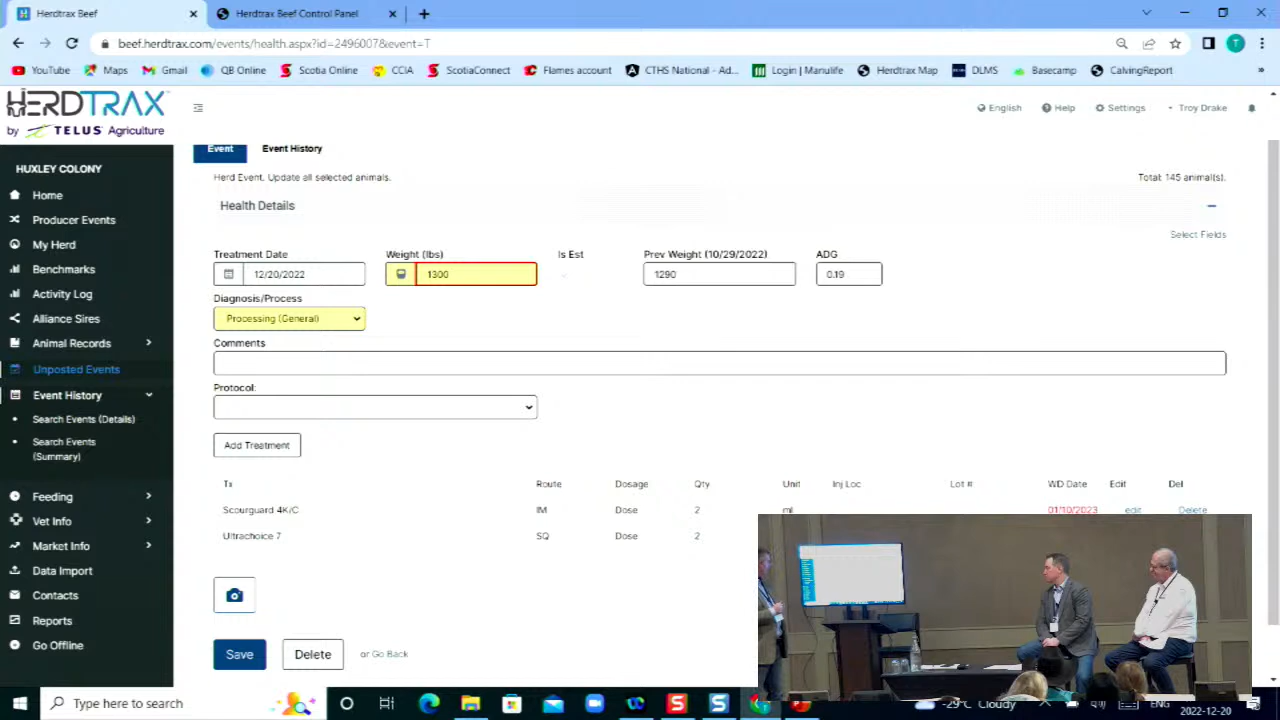 Herdtrax Beef
Herdtrax Beef Control Panel
beef.herdtrax.com/events/health.aspx?id=2496007&event=T
T
YouTube
Maps
Gmail
QB Online
Scotia Online
CCIA
ScotiaConnect
Flames account
CTHS National - Ad...
Login | Manulife
Herdtrax Map
DLMS
Basecamp
CalvingReport
»
HERDTRAX
by TELUS Agriculture
English
Help
Settings
Troy Drake
HUXLEY COLONY
Home
Producer Events
My Herd
Benchmarks
Activity Log
Alliance Sires
Animal Records
Unposted Events
Event History
Search Events (Details)
Search Events
(Summary)
Feeding
Vet Info
Market Info
Data Import
Contacts
Reports
Go Offline
Event
Event History
Herd Event. Update all selected animals.
Total: 145 animal(s).
Health Details
Select Fields
Treatment Date
Weight (lbs)
Is Est
Prev Weight (10/29/2022)
ADG
12/20/2022
1300
1290
0.19
Diagnosis/Process
Processing (General)
Comments
Protocol:
Add Treatment
Tx
Route
Dosage
Qty
Unit
Inj Loc
Lot #
WD Date
Edit
Del
Scourguard 4K/C
IM
Dose
2
ml
01/10/2023
edit
Delete
Ultrachoice 7
SQ
Dose
2
Save
Delete
or Go Back
Type here to search
-29°C Cloudy
ENG
2022-12-20